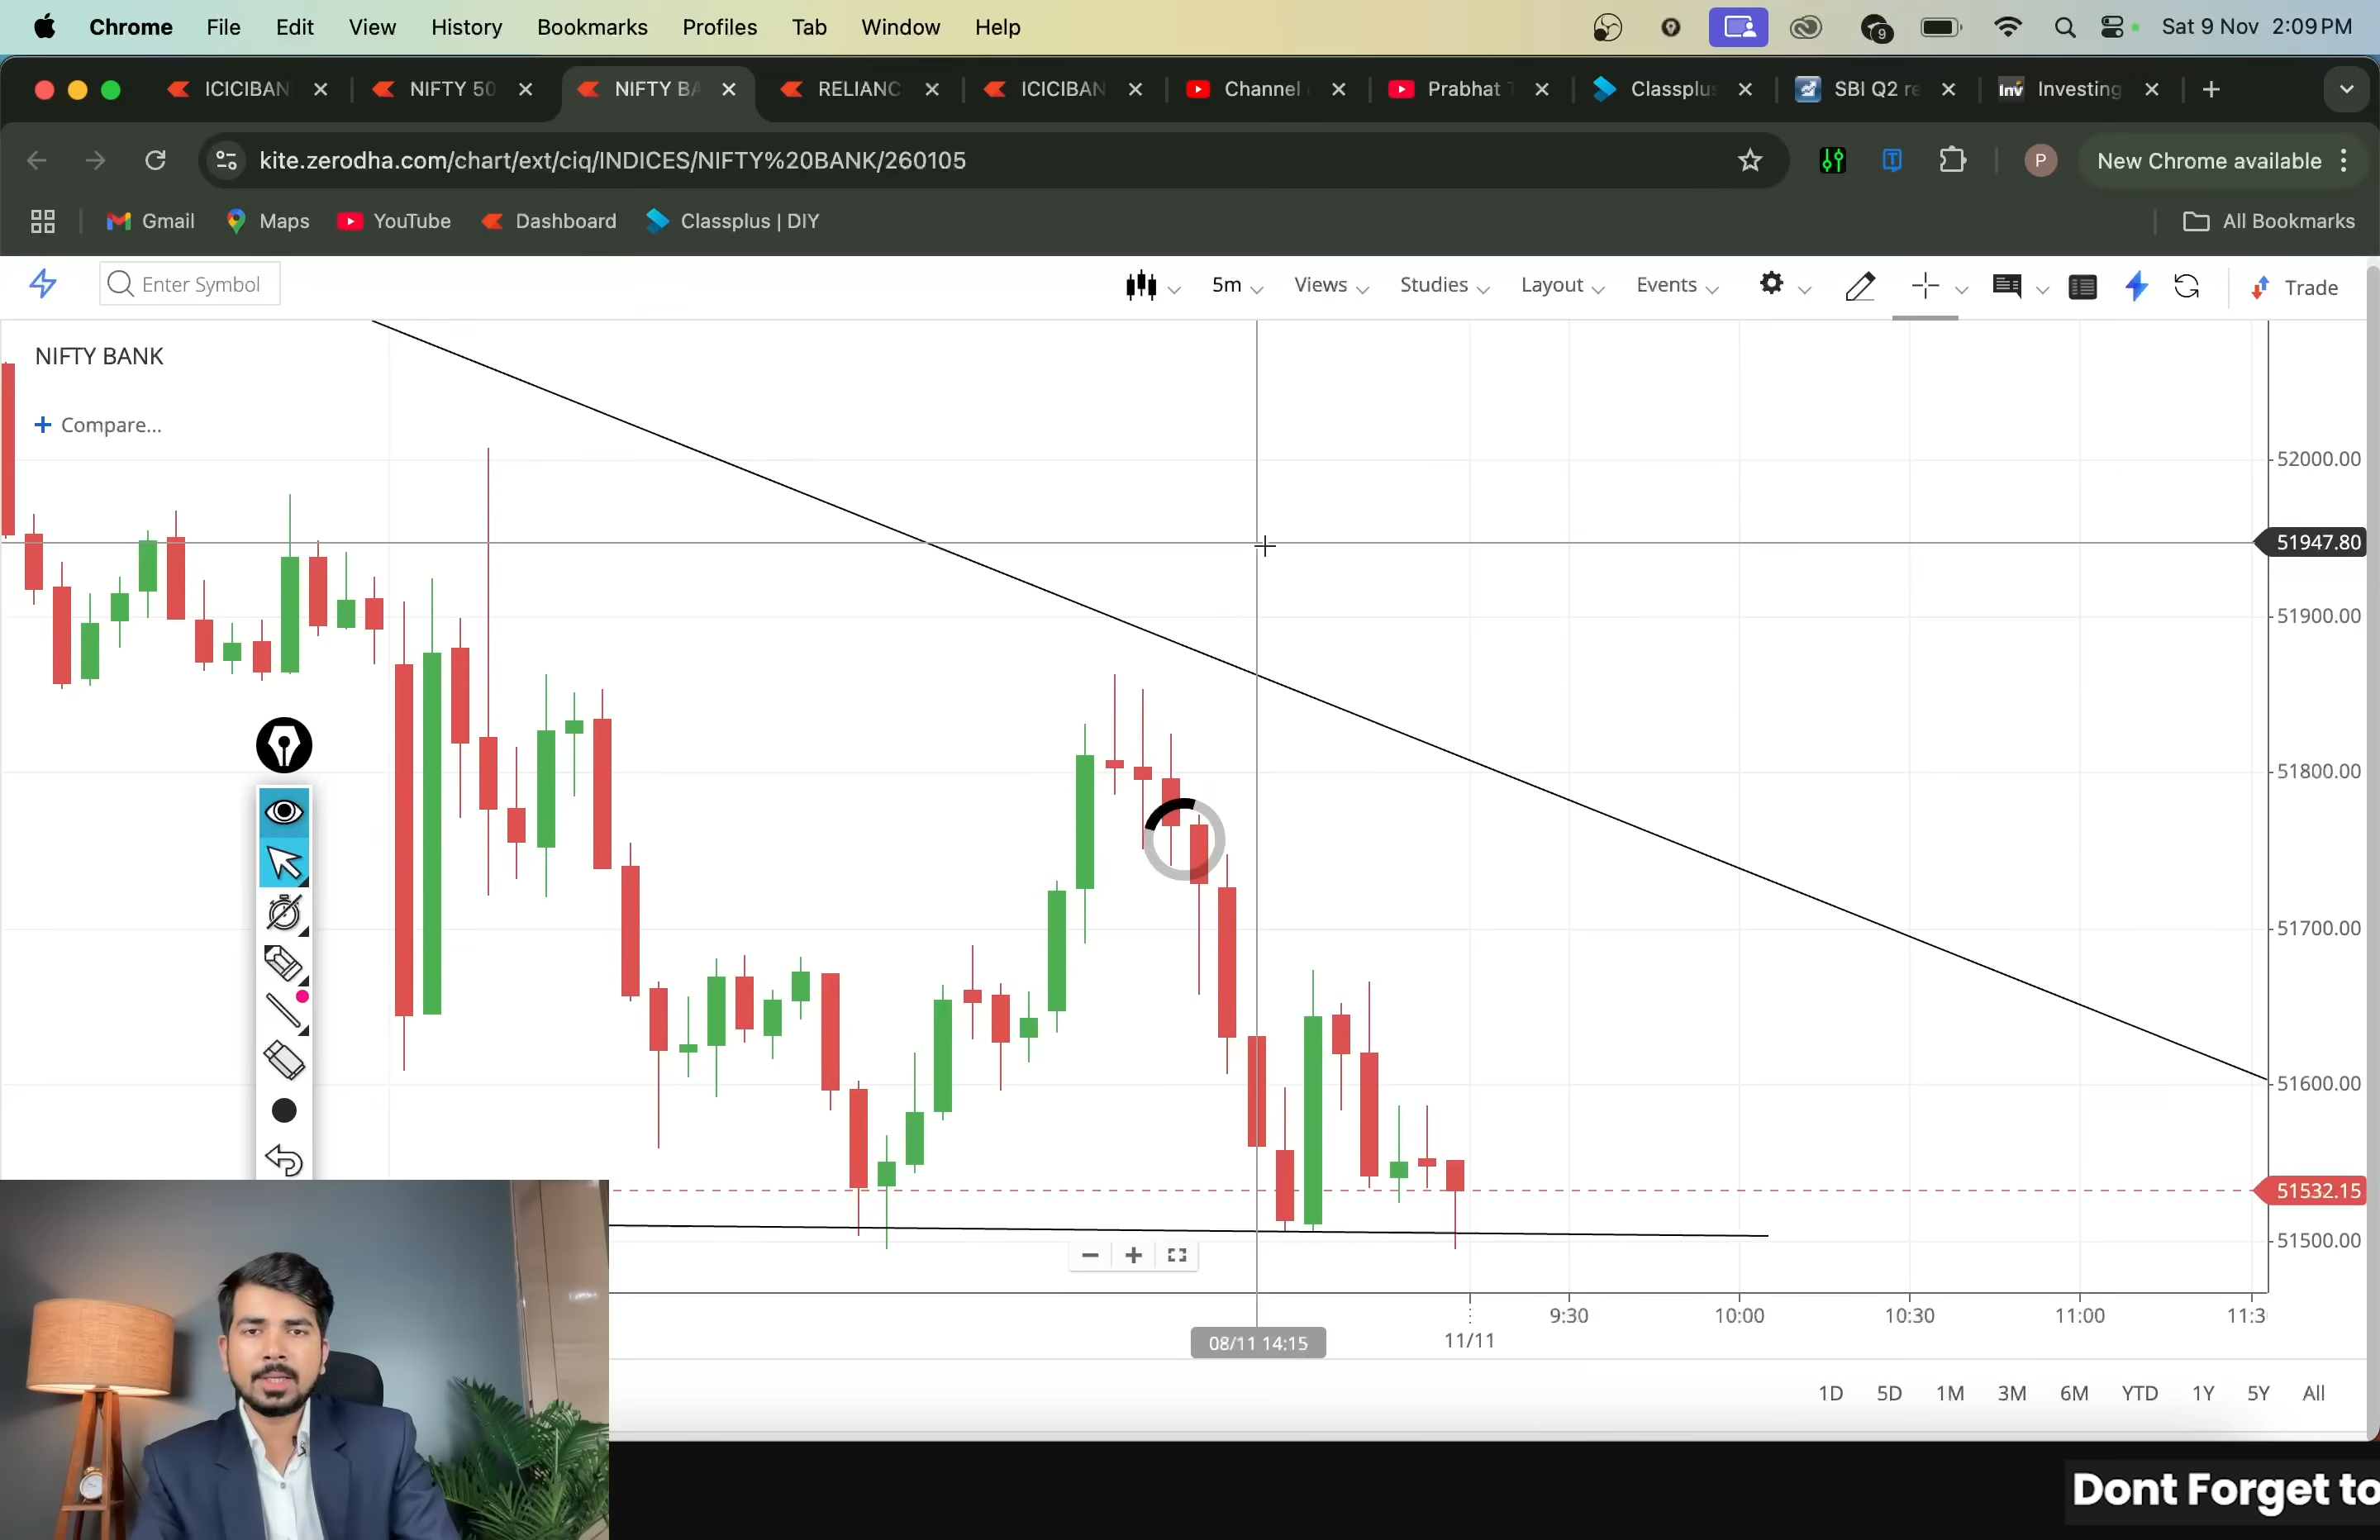 Chrome File Edit View History Bookmarks Profiles Tab Window Help 9 Sat 9 Nov 2:09 PM
ICICIBAN NIFTY 50 NIFTY BA RELIANC ICICIBAN Channel Prabhat T Classplus SBI Q2 re Inv Investing
kite.zerodha.com/chart/ext/ciq/INDICES/NIFTY%20BANK/260105 P New Chrome available
Gmail Maps YouTube Dashboard Classplus | DIY All Bookmarks
Enter Symbol 5m Views Studies Layout Events Trade
NIFTY BANK
+ Compare...
52000.00
51947.80
51900.00
51800.00
51700.00
51600.00
51532.15
51500.00
9:30 10:00 10:30 11:00 11:3
08/11 14:15 11/11
1D 5D 1M 3M 6M YTD 1Y 5Y All
Dont Forget to